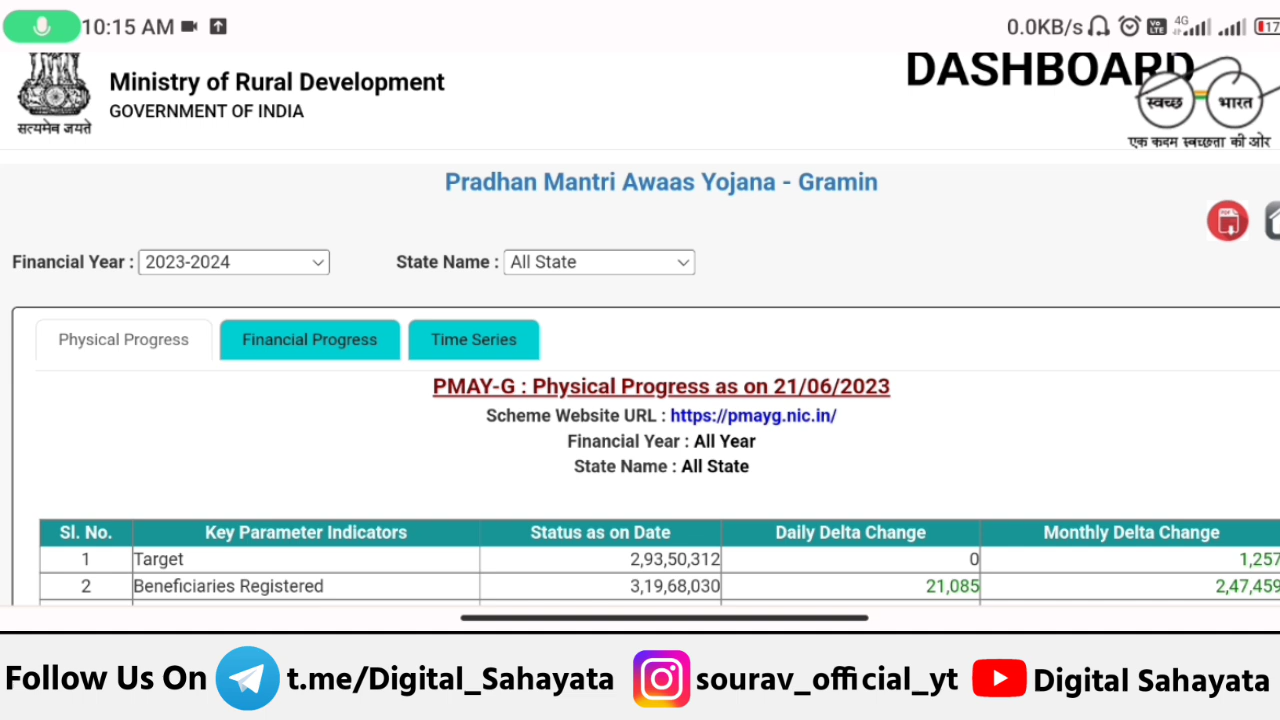 10:15 AM 0.0KB/s Vo LTE 4G 17
Ministry of Rural Development
GOVERNMENT OF INDIA
सत्यमेव जयते
DASHBOARD
स्वच्छ भारत
एक कदम स्वच्छता की ओर
Pradhan Mantri Awaas Yojana - Gramin
Financial Year : 2023-2024 State Name : All State
Physical Progress Financial Progress Time Series
PMAY-G : Physical Progress as on 21/06/2023
Scheme Website URL : https://pmayg.nic.in/
Financial Year : All Year
State Name : All State
Sl. No. Key Parameter Indicators Status as on Date Daily Delta Change Monthly Delta Change
1 Target 2,93,50,312 0 1,257
2 Beneficiaries Registered 3,19,68,030 21,085 2,47,459
Follow Us On t.me/Digital_Sahayata sourav_official_yt Digital Sahayata